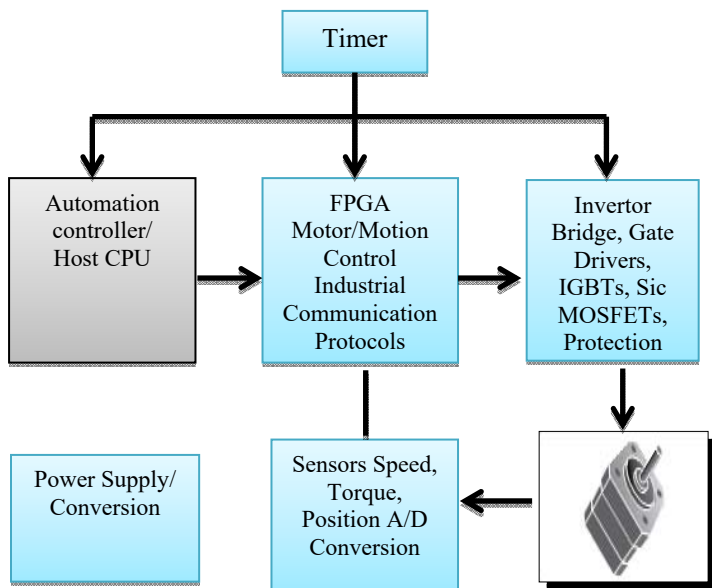 Timer
Automation
controller/
Host CPU
FPGA
Motor/Motion
Control
Industrial
Communication
Protocols
Invertor
Bridge, Gate
Drivers,
IGBTs, Sic
MOSFETs,
Protection
Power Supply/
Conversion
Sensors Speed,
Torque,
Position A/D
Conversion